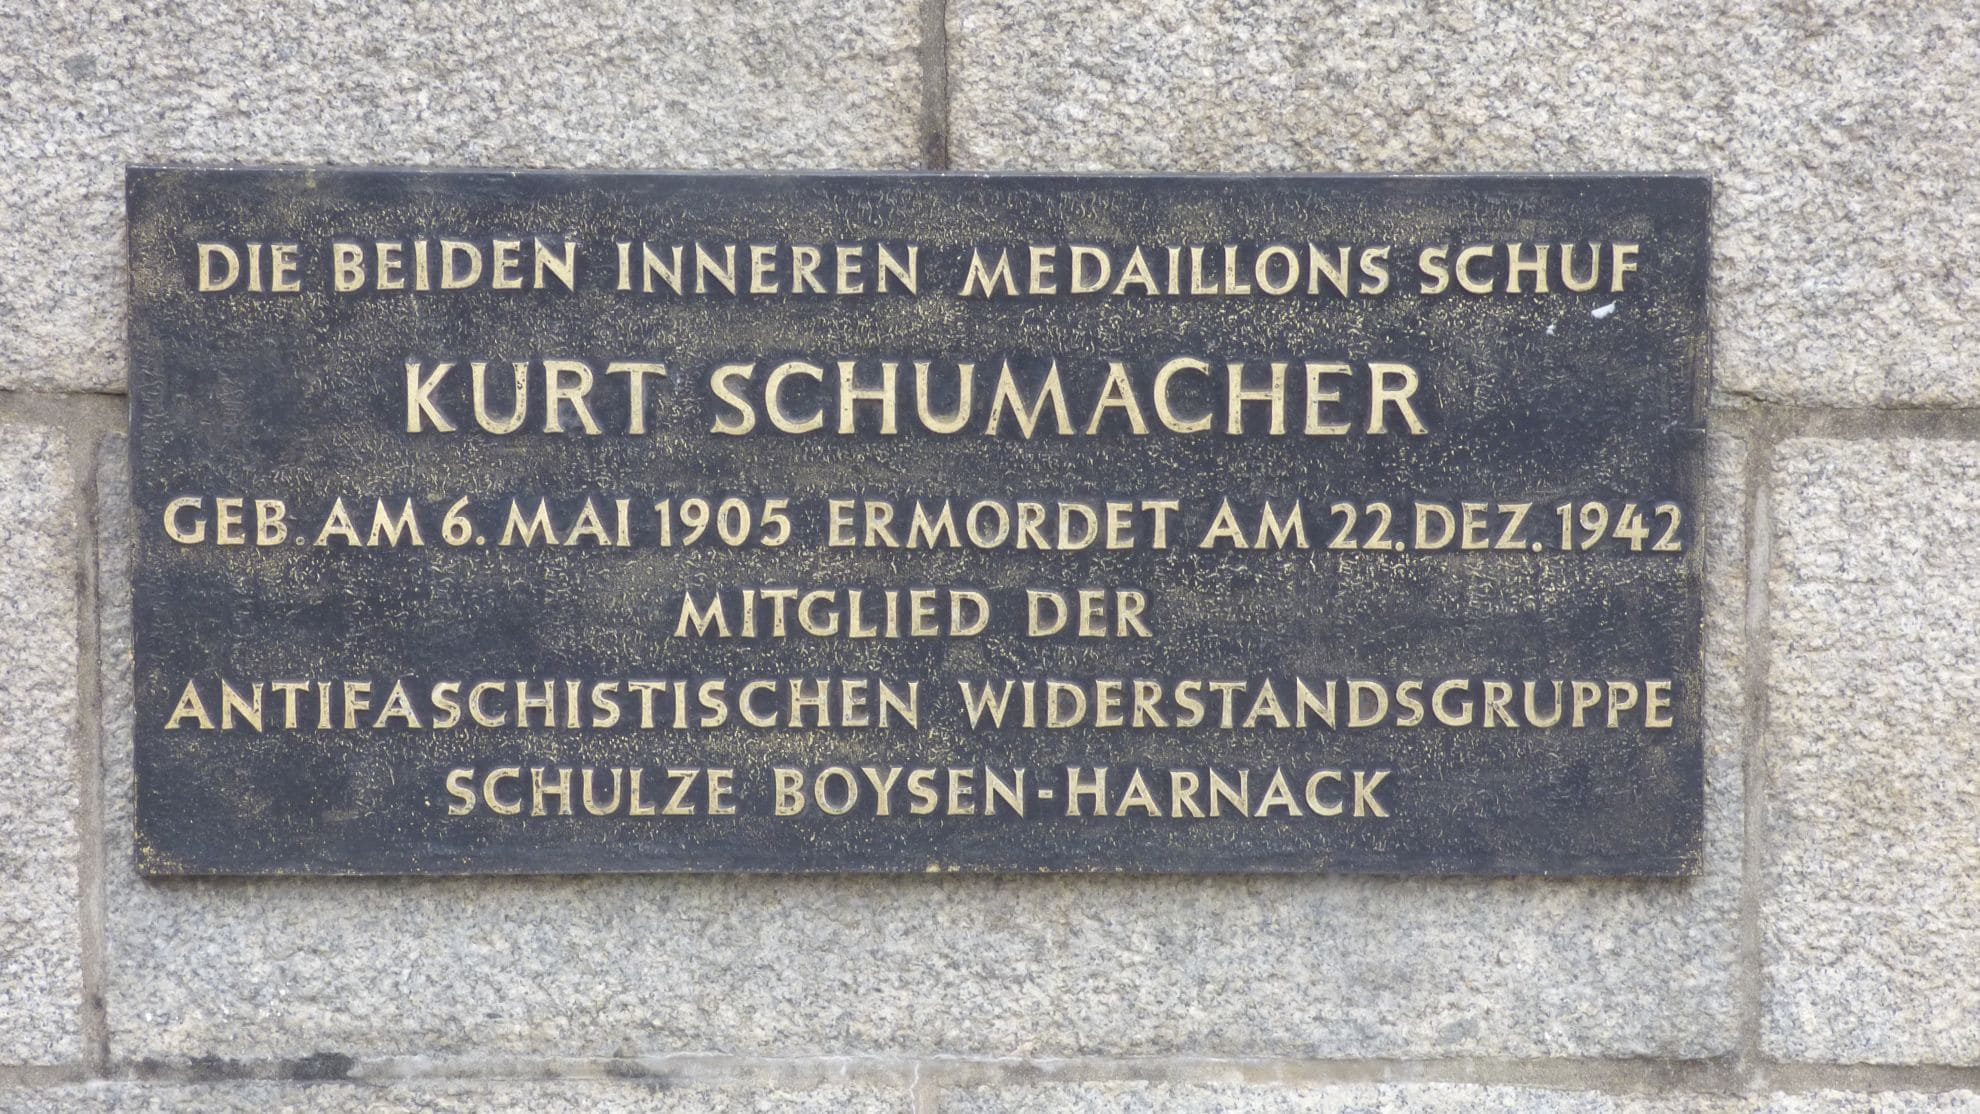 DIE BEIDEN INNEREN MEDAILLONS SCHUF
KURT SCHUMACHER
GEB. AM 6. MAI 1905 ERMORDET AM 22. DEZ. 1942
MITGLIED DER
ANTIFASCHISTISCHEN WIDERSTANDSGRUPPE
SCHULZE BOYSEN-HARNACK